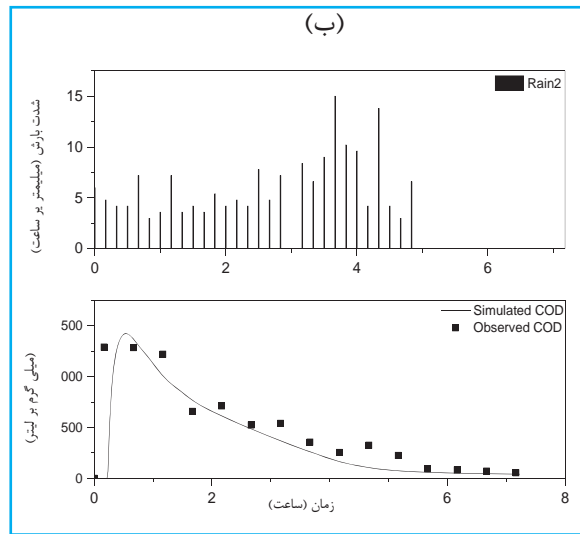 (ب)
شدت بارش (میلیمتر بر ساعت)
15
10
5
0
Rain2
0
2
4
6
(میلی گرم بر لیتر)
500
000
500
0
Simulated COD
Observed COD
0
2
4
6
8
زمان (ساعت)